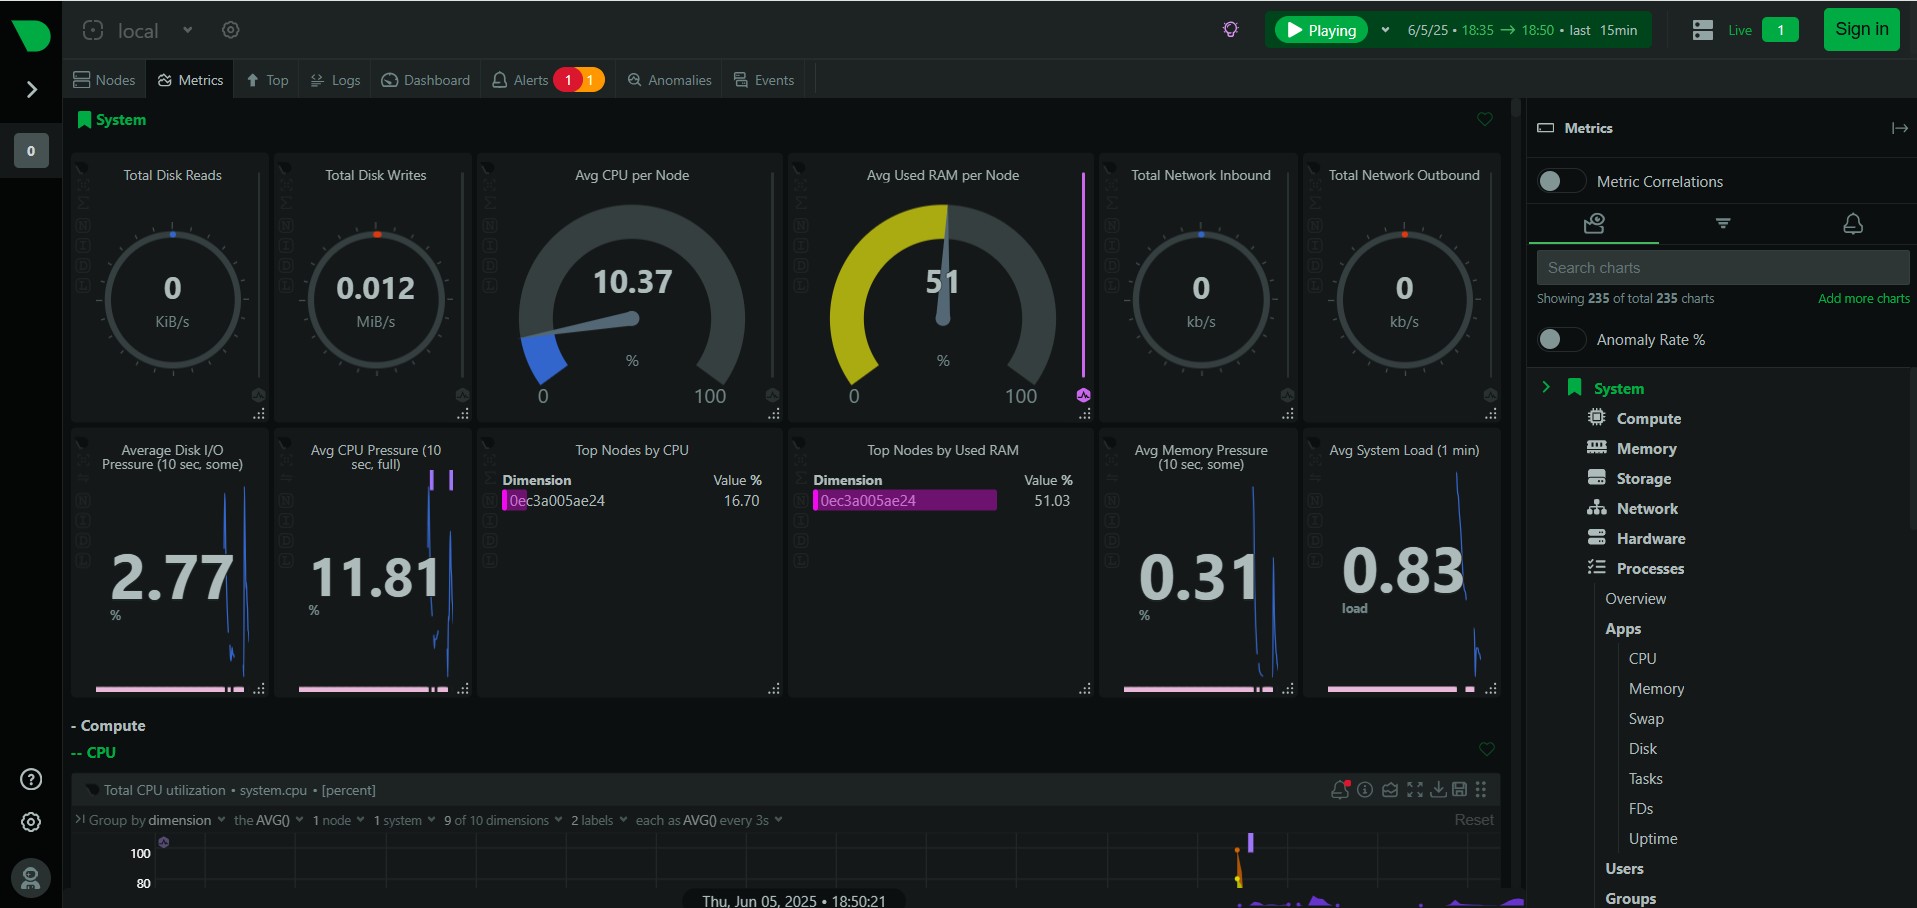 local
Playing
6/5/25 • 18:35 → 18:50 • last 15min
Live
1
Sign in
Nodes
Metrics
Top
Logs
Dashboard
Alerts
1
1
Anomalies
Events
0
System
Total Disk Reads
0
KiB/s
Total Disk Writes
0.012
MiB/s
Avg CPU per Node
10.37
%
0
100
Avg Used RAM per Node
51
%
0
100
Total Network Inbound
0
kb/s
Total Network Outbound
0
kb/s
Average Disk I/O
Pressure (10 sec, some)
2.77
%
Avg CPU Pressure (10
sec, full)
11.81
%
Top Nodes by CPU
Dimension Value %
0ec3a005ae24 16.70
Top Nodes by Used RAM
Dimension Value %
0ec3a005ae24 51.03
Avg Memory Pressure
(10 sec, some)
0.31
%
Avg System Load (1 min)
0.83
load
- Compute
-- CPU
Total CPU utilization • system.cpu • [percent]
Group by dimension the AVG() 1 node 1 system 9 of 10 dimensions 2 labels each as AVG() every 3s Reset
100
80
Thu, Jun 05, 2025 • 18:50:21
Metrics
Metric Correlations
Search charts
Showing 235 of total 235 charts
Add more charts
Anomaly Rate %
System
Compute
Memory
Storage
Network
Hardware
Processes
Overview
Apps
CPU
Memory
Swap
Disk
Tasks
FDs
Uptime
Users
Groups